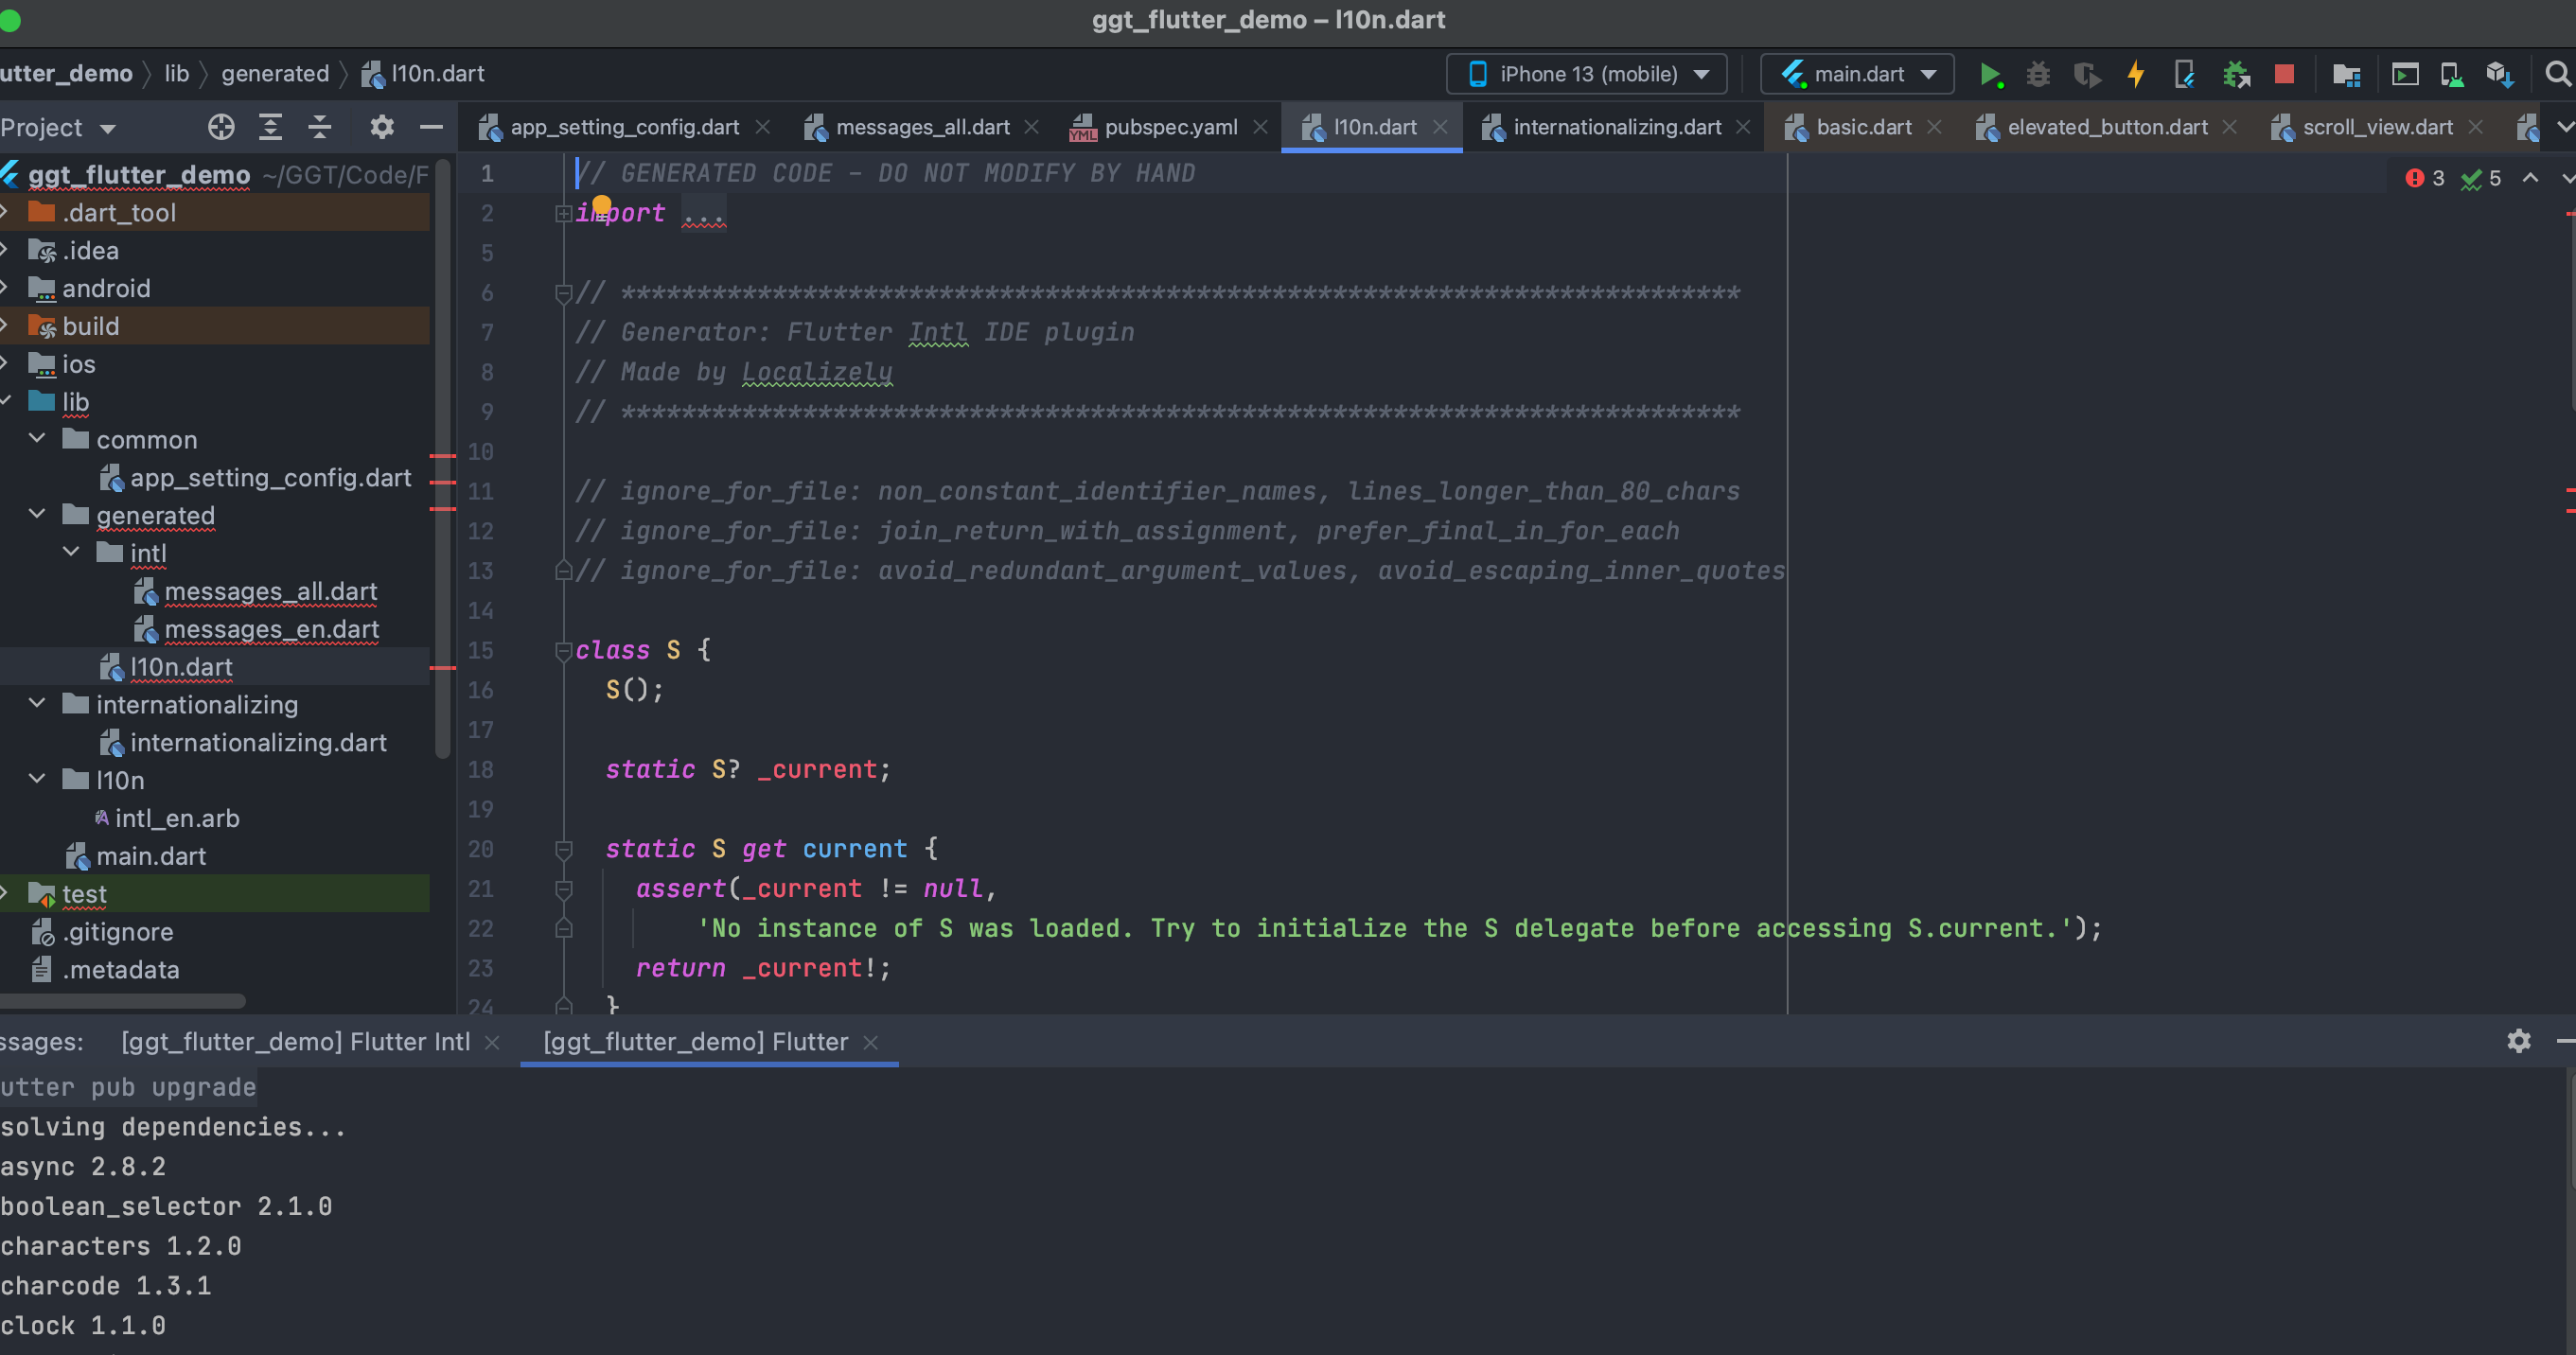 ggt_flutter_demo – l10n.dart
utter_demo 〉 lib 〉 generated 〉 l10n.dart
iPhone 13 (mobile) main.dart
Project
app_setting_config.dart messages_all.dart pubspec.yaml l10n.dart internationalizing.dart basic.dart elevated_button.dart scroll_view.dart
ggt_flutter_demo ~/GGT/Code/F
.dart_tool
.idea
android
build
ios
lib
common
app_setting_config.dart
generated
intl
messages_all.dart
messages_en.dart
l10n.dart
internationalizing
internationalizing.dart
l10n
intl_en.arb
main.dart
test
.gitignore
.metadata
3 5
1 // GENERATED CODE - DO NOT MODIFY BY HAND
2 import ...
5
6 // **************************************************************************
7 // Generator: Flutter Intl IDE plugin
8 // Made by Localizely
9 // **************************************************************************
10
11 // ignore_for_file: non_constant_identifier_names, lines_longer_than_80_chars
12 // ignore_for_file: join_return_with_assignment, prefer_final_in_for_each
13 // ignore_for_file: avoid_redundant_argument_values, avoid_escaping_inner_quotes
14
15 class S {
16 S();
17
18 static S? _current;
19
20 static S get current {
21 assert(_current != null,
22 'No instance of S was loaded. Try to initialize the S delegate before accessing S.current.');
23 return _current!;
24 }
ssages: [ggt_flutter_demo] Flutter Intl [ggt_flutter_demo] Flutter
utter pub upgrade
solving dependencies...
async 2.8.2
boolean_selector 2.1.0
characters 1.2.0
charcode 1.3.1
clock 1.1.0